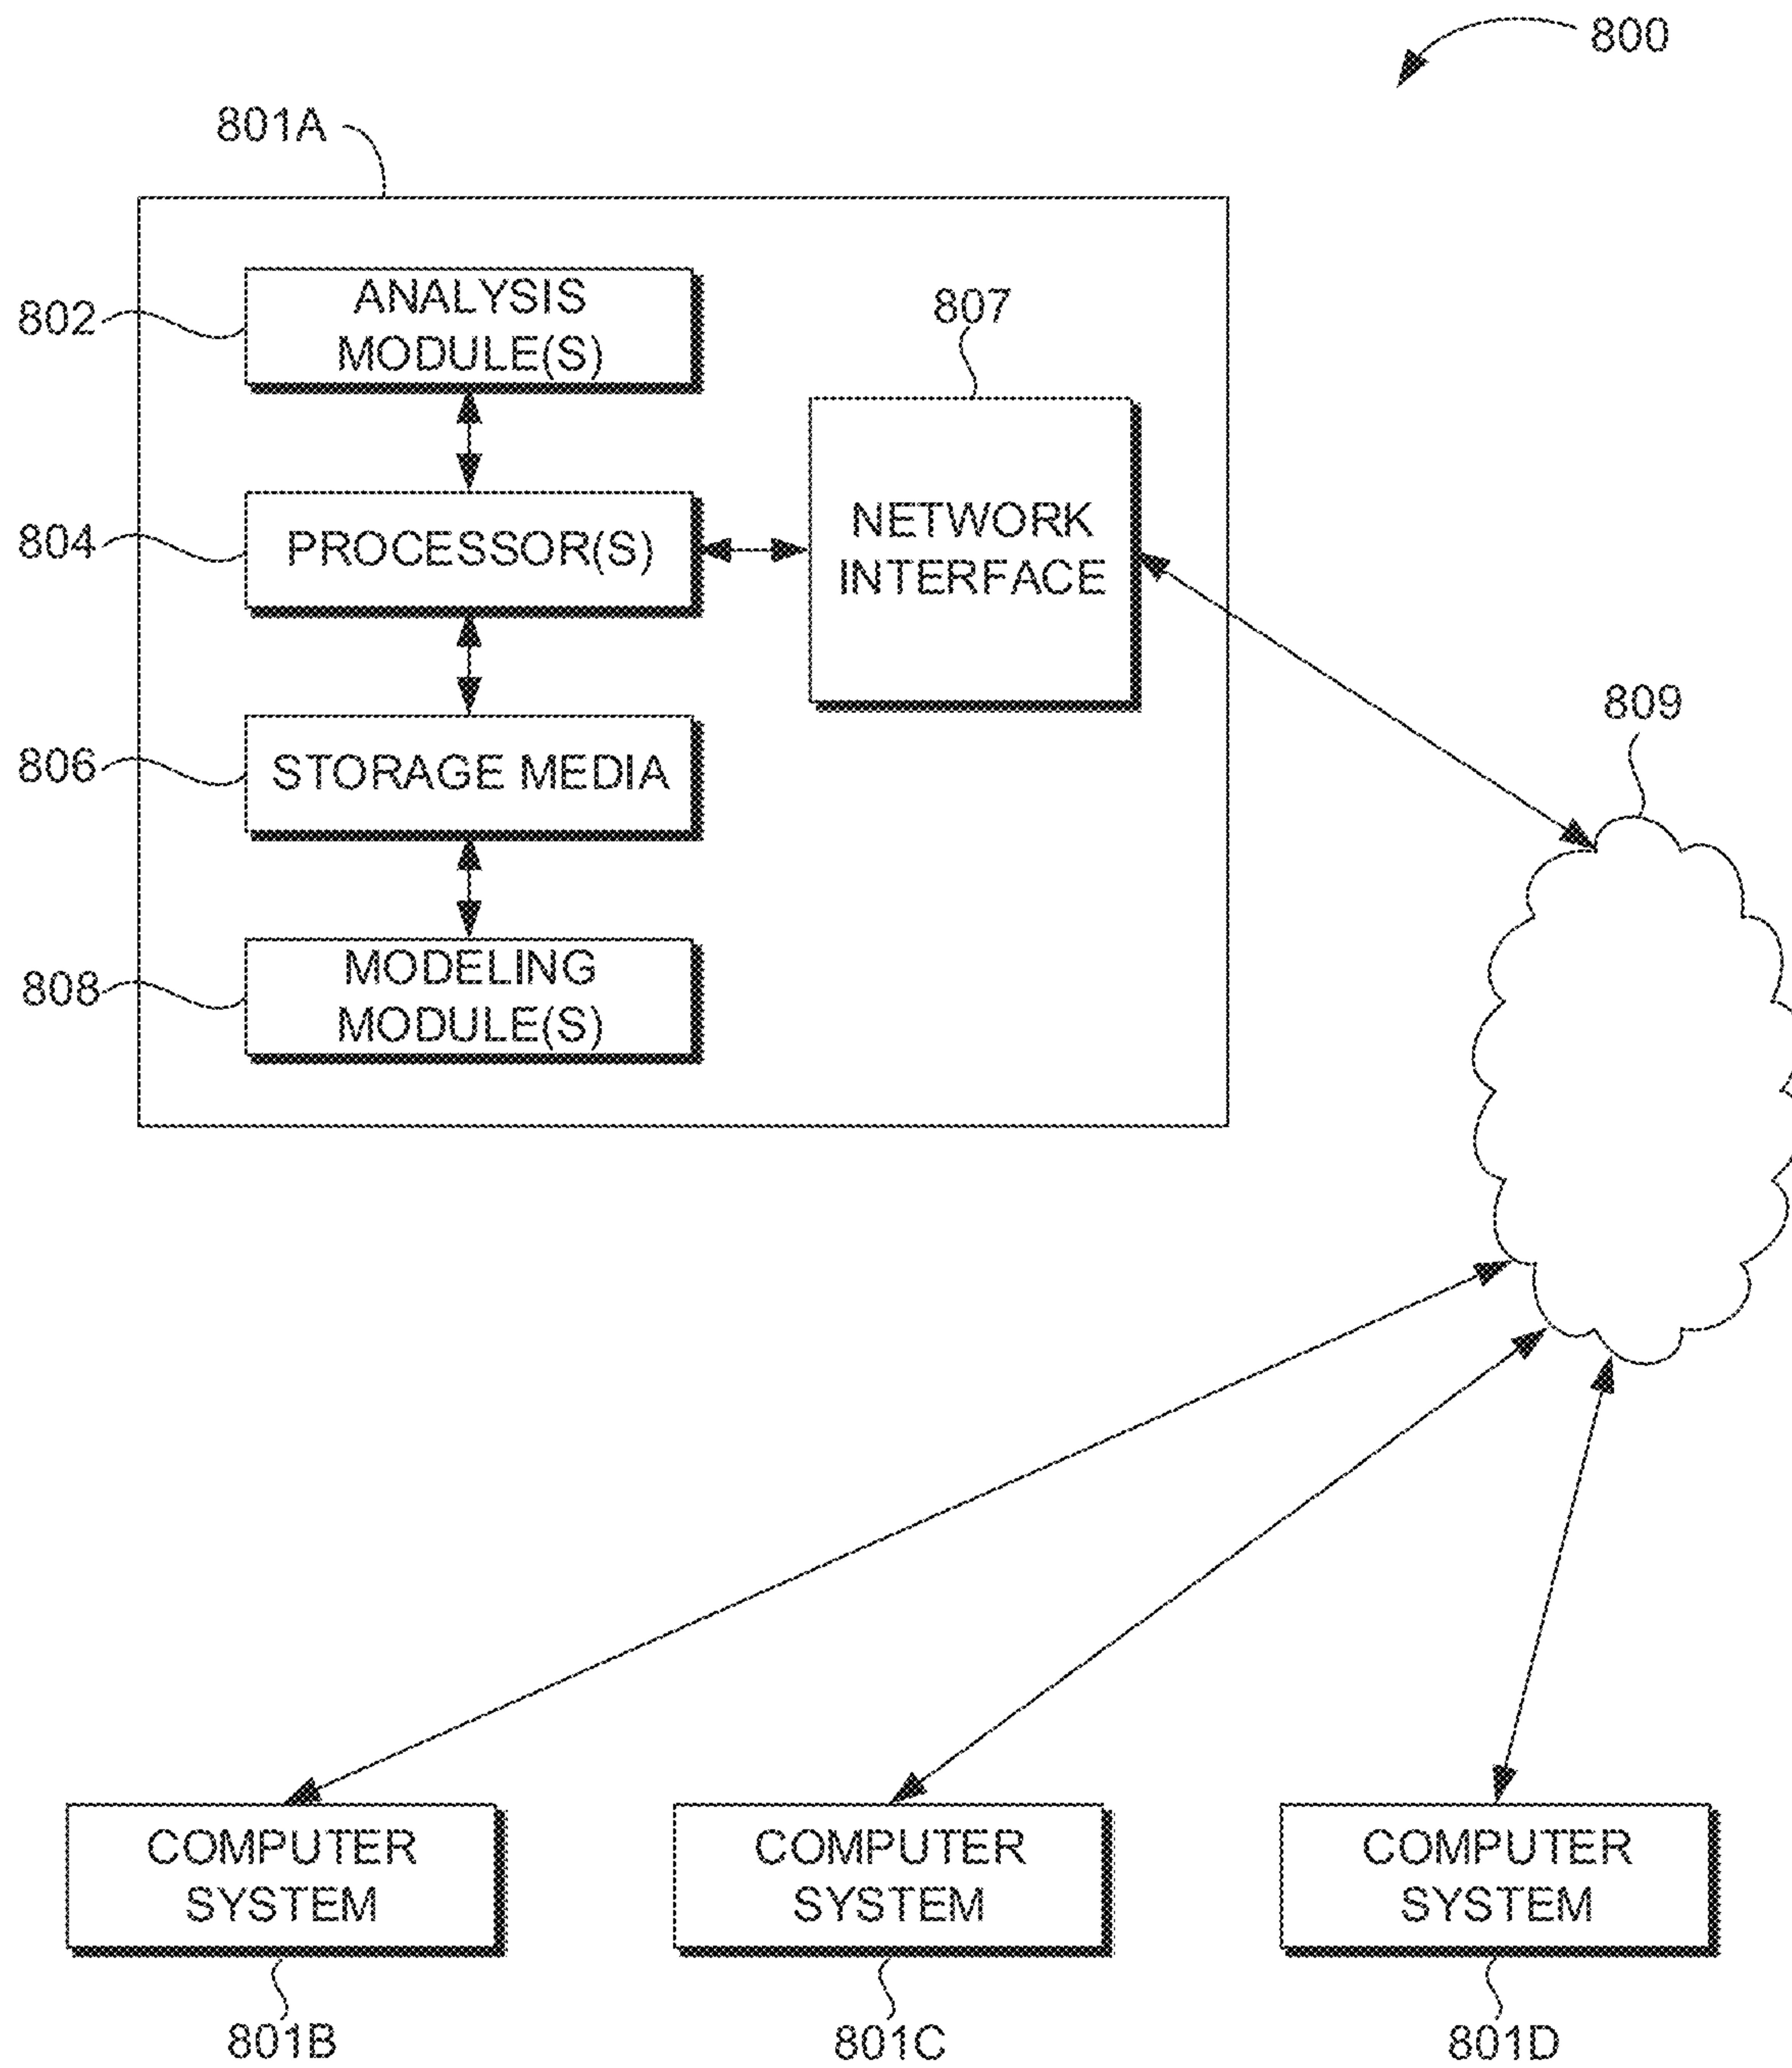 800
801A
802
ANALYSIS
MODULE(S)
807
804
PROCESSOR(S)
NETWORK
INTERFACE
806
STORAGE MEDIA
809
808
MODELING
MODULE(S)
COMPUTER
SYSTEM
COMPUTER
SYSTEM
COMPUTER
SYSTEM
801B
801C
801D